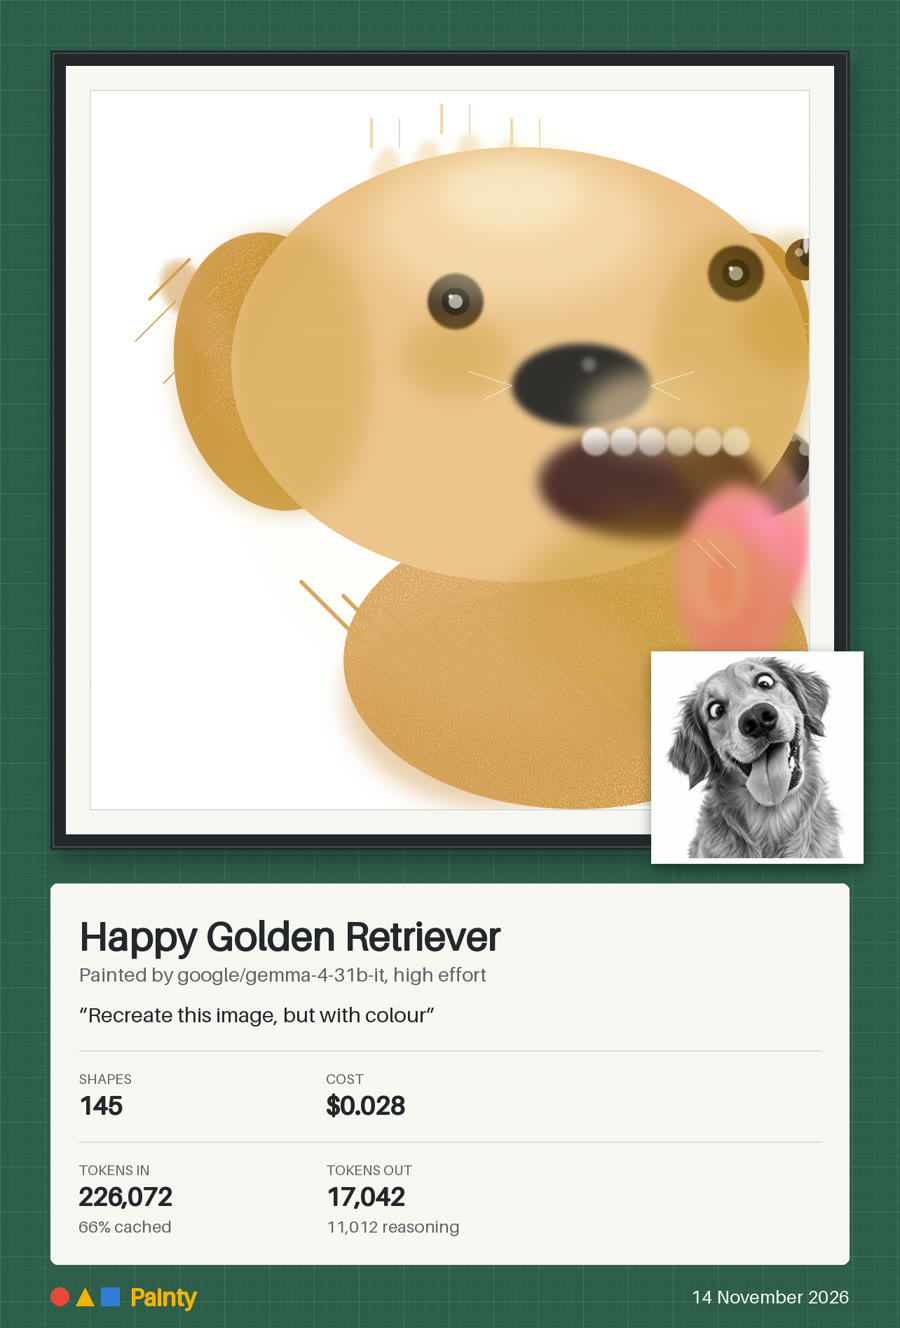 Happy Golden Retriever
Painted by google/gemma-4-31b-it, high effort
“Recreate this image, but with colour”
SHAPES COST
145 $0.028
TOKENS IN TOKENS OUT
226,072 17,042
66% cached 11,012 reasoning
Painty 14 November 2026